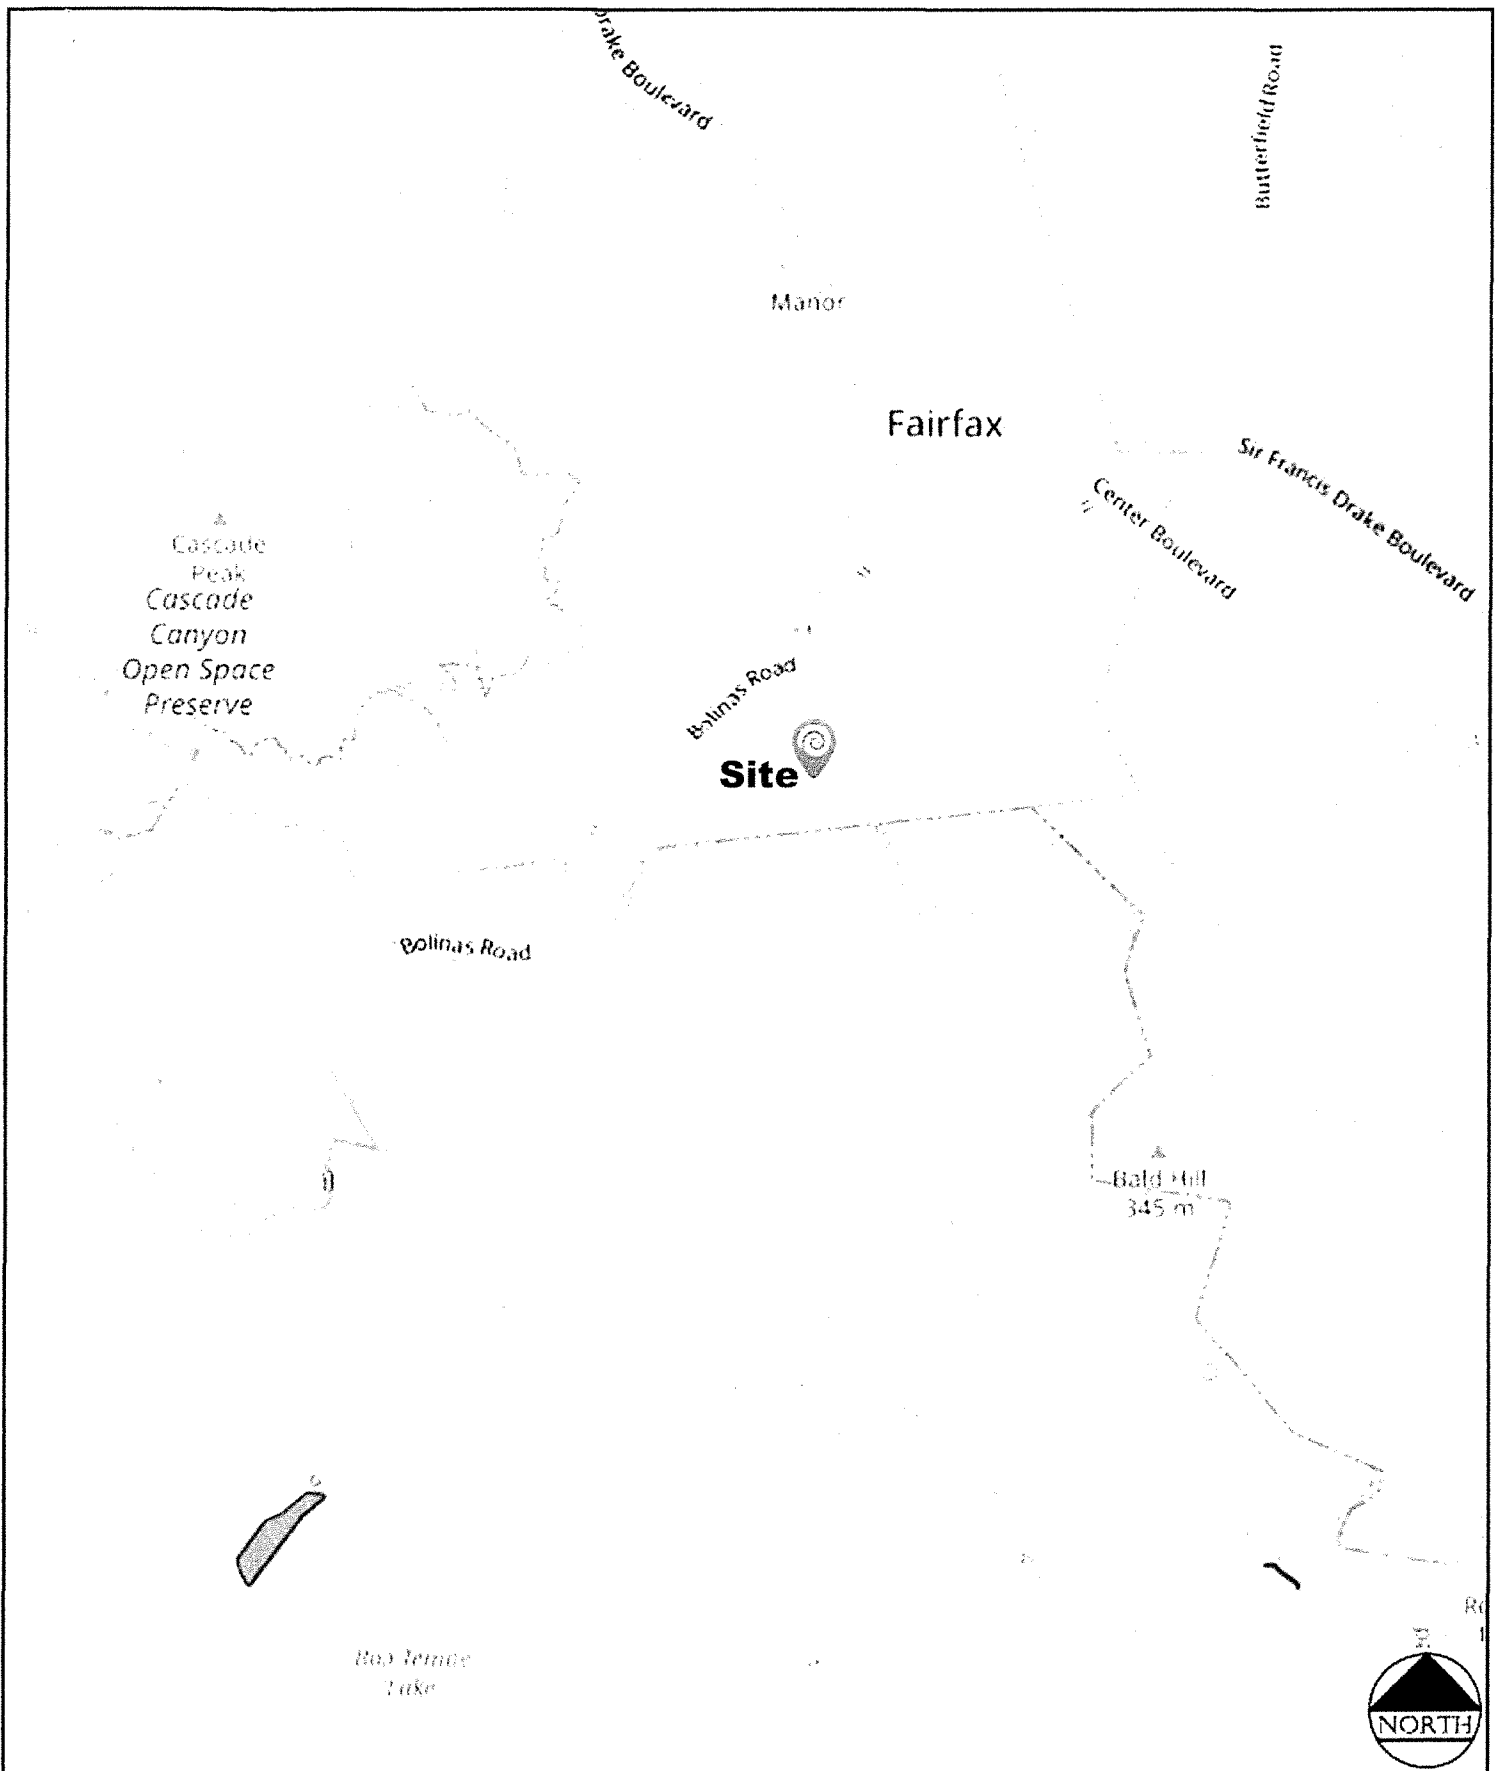 Drake Boulevard
Butterfield Road
Manor
Fairfax
Sir Francis Drake Boulevard
Center Boulevard
Cascade
Peak
Cascade
Canyon
Open Space
Preserve
Bolinas Road
Site
Bolinas Road
Bald Hill
345 m
Lake
NORTH